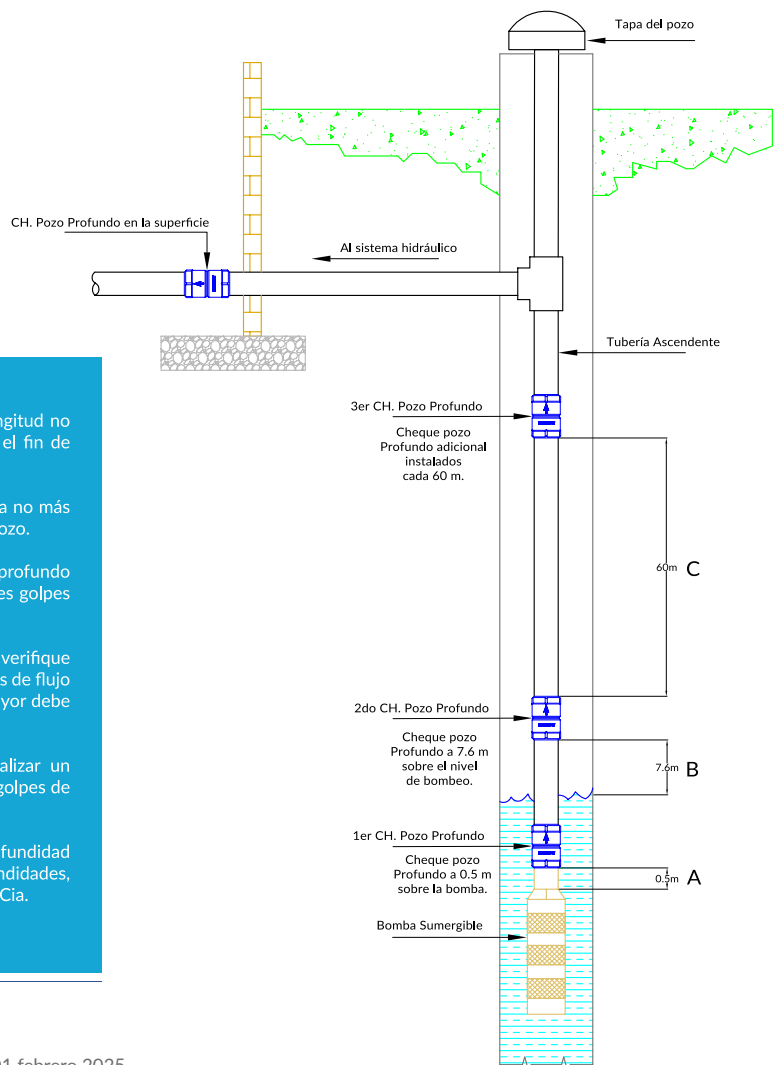 Tapa del pozo
CH. Pozo Profundo en la superficie
Al sistema hidráulico
Tubería Ascendente
3er CH. Pozo Profundo
Cheque pozo
Profundo adicional
instalados
cada 60 m.
60m C
2do CH. Pozo Profundo
Cheque pozo
Profundo a 7.6 m
sobre el nivel
de bombeo.
7.6m B
1er CH. Pozo Profundo
Cheque pozo
Profundo a 0.5 m
sobre la bomba.
0.5m A
Bomba Sumergible
ngitud no
el fin de
a no más
ozo.
profundo
es golpes
verifique
s de flujo
yor debe
alizar un
golpes de
ofundidad
ndidades,
Cia.
01 febrero 2025